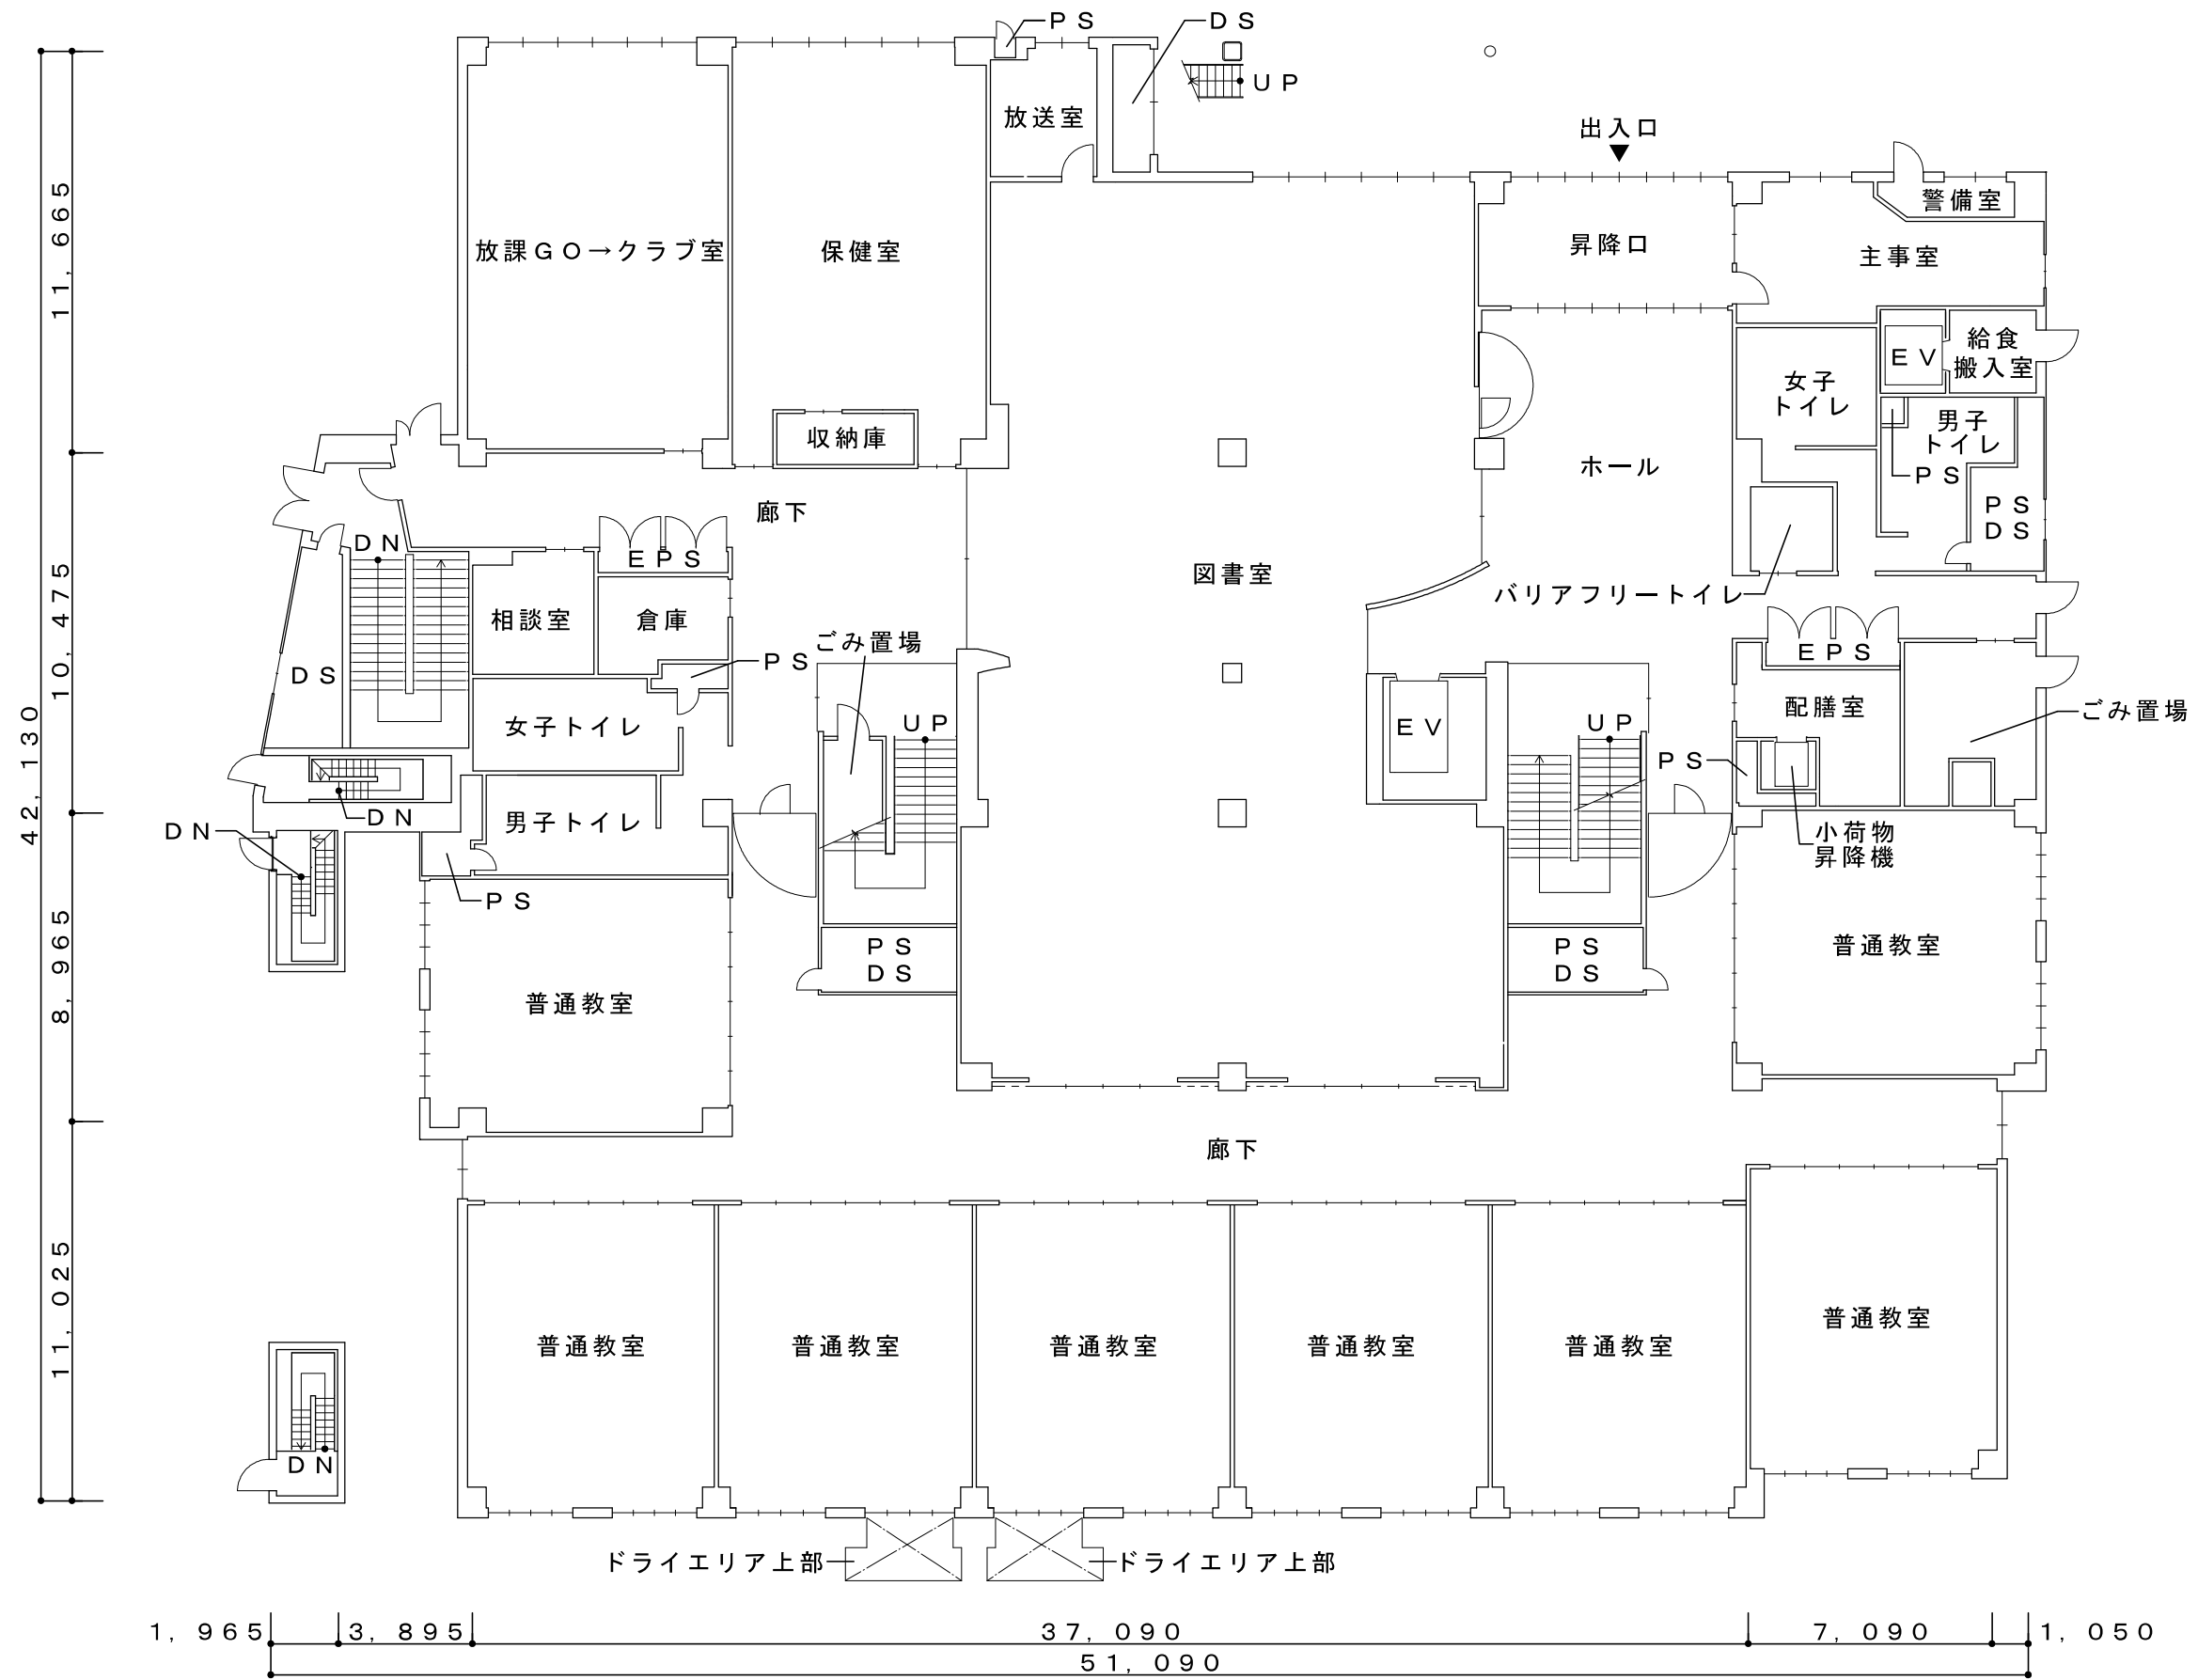 ＰＳ
ＤＳ
ＵＰ
放送室
出入口
警備室
放課ＧＯ→クラブ室
保健室
昇降口
主事室
ＥＶ
給食
搬入室
女子
トイレ
男子
トイレ
収納庫
ホール
ＰＳ
ＰＳ
ＤＳ
廊下
ＤＮ
ＥＰＳ
図書室
バリアフリートイレ
相談室
倉庫
ごみ置場
ＰＳ
ＤＳ
ＥＰＳ
女子トイレ
ＵＰ
ＥＶ
ＵＰ
配膳室
ごみ置場
ＰＳ
ＤＮ
ＤＮ
男子トイレ
小荷物
昇降機
ＰＳ
ＰＳ
ＤＳ
ＰＳ
ＤＳ
普通教室
普通教室
廊下
普通教室
普通教室
普通教室
普通教室
普通教室
普通教室
ＤＮ
ドライエリア上部
ドライエリア上部
11,665
10,475
8,965
11,025
42,130
1,965
3,895
37,090
7,090
1,050
51,090